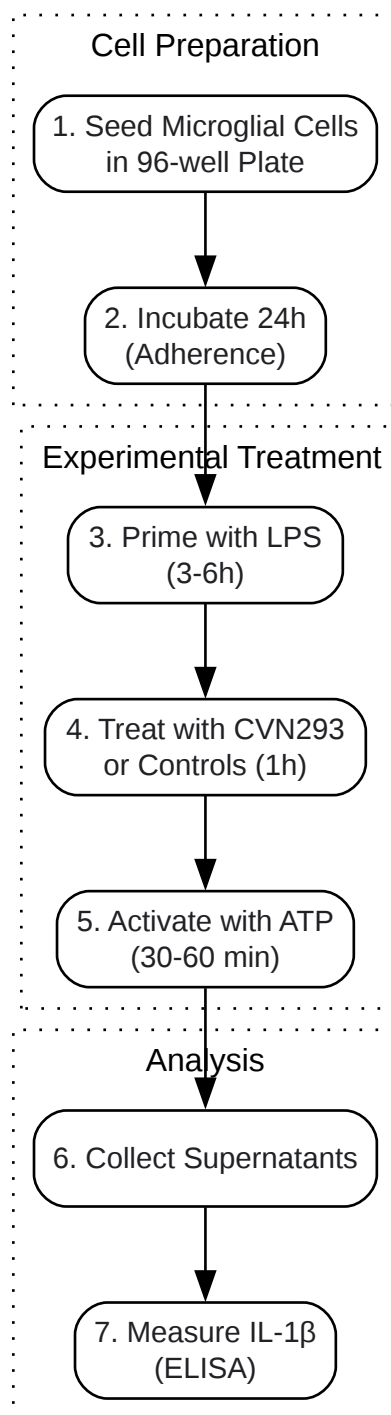 Cell Preparation
1. Seed Microglial Cells
in 96-well Plate
2. Incubate 24h
(Adherence)
Experimental Treatment
3. Prime with LPS
(3-6h)
4. Treat with CVN293
or Controls (1h)
5. Activate with ATP
(30-60 min)
Analysis
6. Collect Supernatants
7. Measure IL-1β
(ELISA)